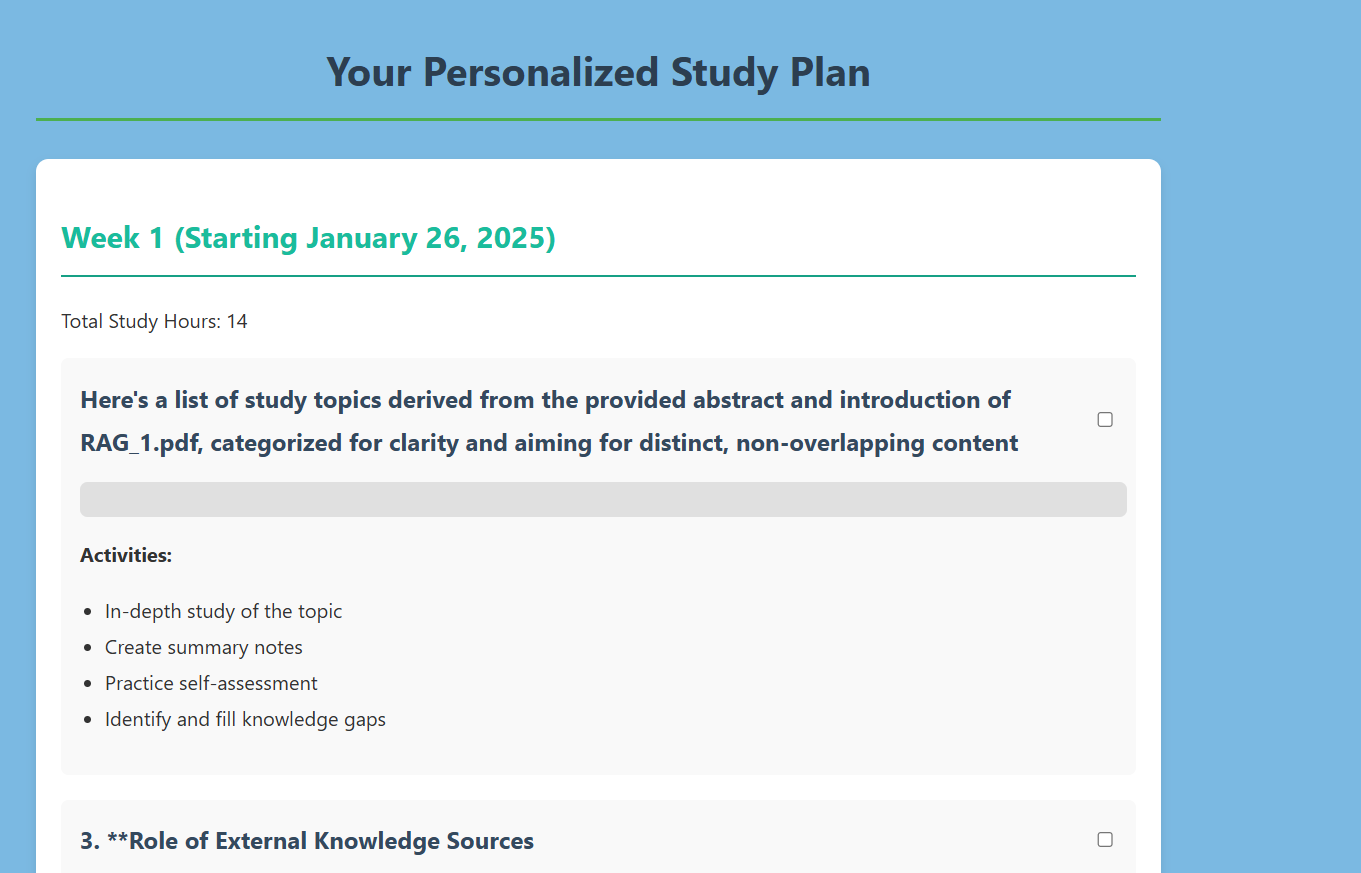 Your Personalized Study Plan
Week 1 (Starting January 26, 2025)
Total Study Hours: 14
Here's a list of study topics derived from the provided abstract and introduction of
RAG_1.pdf, categorized for clarity and aiming for distinct, non-overlapping content
Activities:
In-depth study of the topic
Create summary notes
Practice self-assessment
Identify and fill knowledge gaps
3. **Role of External Knowledge Sources